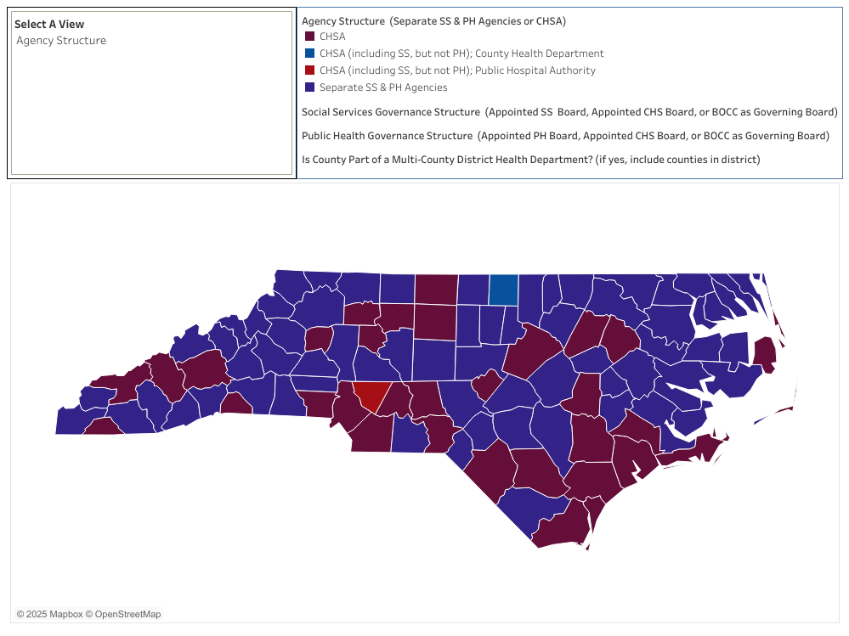 Select A View
Agency Structure
Agency Structure (Separate SS & PH Agencies or CHSA)
CHSA
CHSA (including SS, but not PH); County Health Department
CHSA (including SS, but not PH); Public Hospital Authority
Separate SS & PH Agencies
Social Services Governance Structure (Appointed SS Board, Appointed CHS Board, or BOCC as Governing Board)
Public Health Governance Structure (Appointed PH Board, Appointed CHS Board, or BOCC as Governing Board)
Is County Part of a Multi-County District Health Department? (if yes, include counties in district)
© 2025 Mapbox © OpenStreetMap